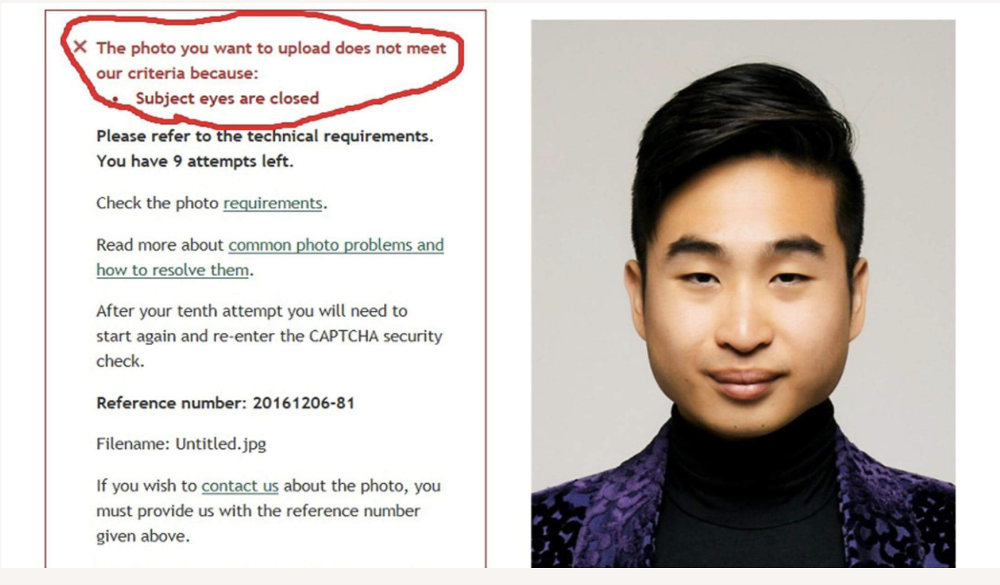 The photo you want to upload does not meet
our criteria because:
• Subject eyes are closed
Please refer to the technical requirements.
You have 9 attempts left.
Check the photo requirements.
Read more about common photo problems and
how to resolve them.
After your tenth attempt you will need to
start again and re-enter the CAPTCHA security
check.
Reference number: 20161206-81
Filename: Untitled.jpg
If you wish to contact us about the photo, you
must provide us with the reference number
given above.